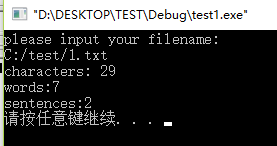 "D:\DESKTOP\TEST\Debug\test1.exe"
please input your filename:
C:/test/1.txt
characters: 29
words:7
sentences:2
请按任意键继续. . .